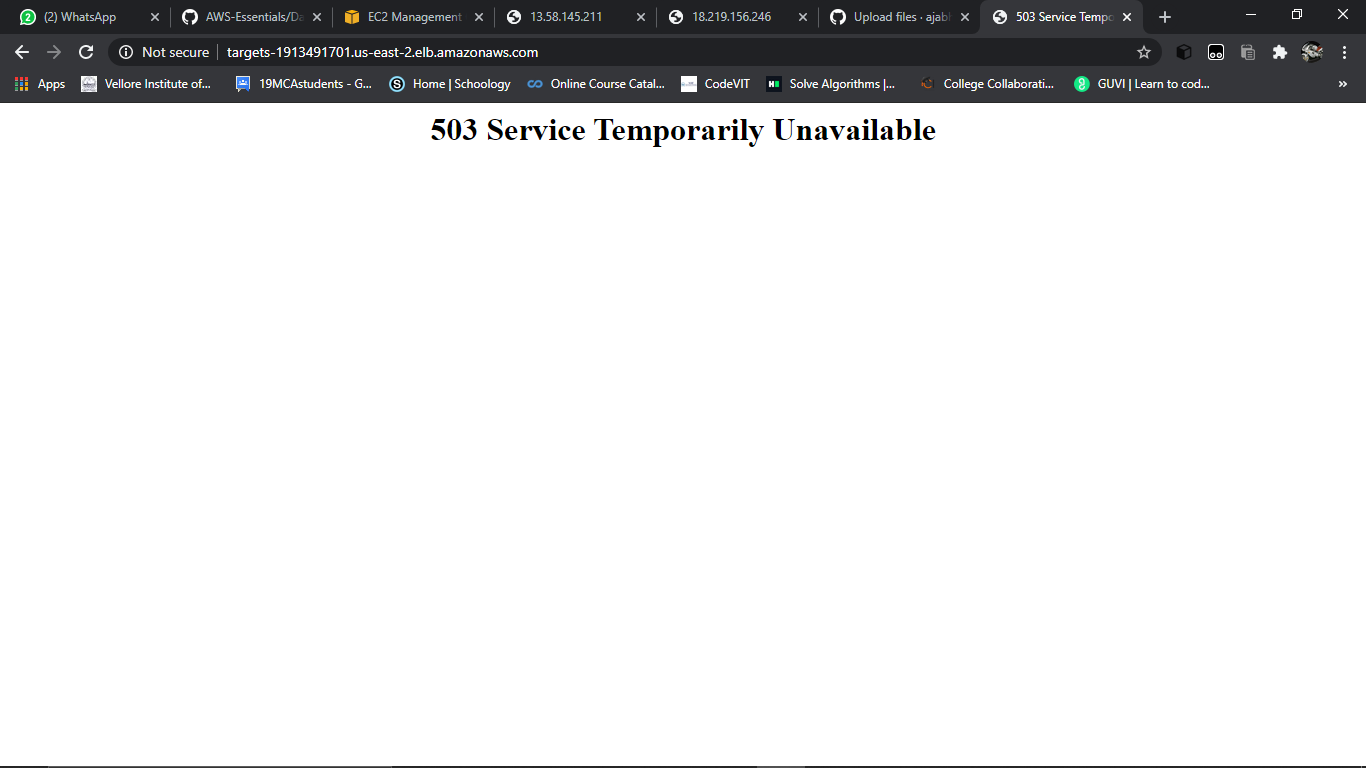 2 (2) WhatsApp AWS-Essentials/Da EC2 Management 13.58.145.211 18.219.156.246 Upload files · ajabl 503 Service Tempo
Not secure targets-1913491701.us-east-2.elb.amazonaws.com
Apps Vellore Institute of... 19MCAstudents - G... S Home | Schoology Online Course Catal... CodeVIT H Solve Algorithms |... College Collaborati... GUVI | Learn to cod... »
503 Service Temporarily Unavailable